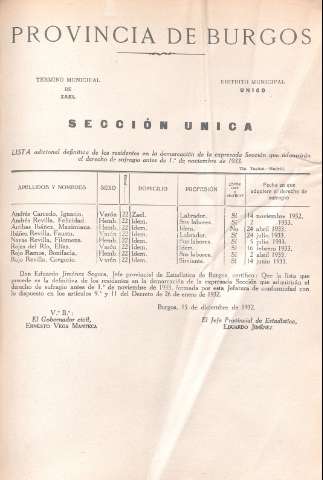 PROVINCIA DE BURGOS
TÉRMINO MUNICIPAL
DE
ZAEL
DISTRITO MUNICIPAL
UNICO
SECCIÓN UNICA
LISTA adicional definitiva de los residentes en la demarcación de la expresada Sección que adquirirán
el derecho de sufragio antes de 1.º de noviembre de 1933.
APELLIDOS Y NOMBRES SEXO DOMICILIO PROFESIÓN Fecha en que adquiere el derecho de sufragio
Andrés Carcedo, Ignacio. Varón 22 Zael. Labrador. Sí 14 noviembre 1932.
Andrés Revilla, Felicidad Hemb. 22 Idem. Sus labores. Sí
Arribas Ibáñez, Maximiana. Hemb. 22 Idem. Idem. No 24 abril 1933.
Ibáñez Revilla, Fausto. Varón 22 Idem. Labrador. Sí 24 julio 1933.
Navas Revilla, Filomena. Hemb. 22 Idem. Sus labores. Sí 5 julio 1933.
Rojas del Río, Elías. Varón 22 Idem. Idem. Sí 16 febrero 1933.
Rojo Ramos, Bonifacia. Hemb. 22 Idem. Sus labores. Sí 2 abril 1933.
Rojo Revilla, Gregorio. Varón 22 Idem. Sirviente. Sí 14 junio 1933.
Don Eduardo Jiménez Segura, Jefe provincial de Estadística de Burgos, certifico: Que la lista que
precede es la definitiva de los residentes en la demarcación de la expresada Sección que adquirirán el
derecho de sufragio antes de 1.º de noviembre de 1933, formada por esta Jefatura de conformidad con
lo dispuesto en los artículos 9.º y 11 del Decreto de 26 de enero de 1932.
Burgos, 15 de diciembre de 1932.
V.º B.º
El Gobernador civil,
ERNESTO VEGA MANTECA
El Jefe Provincial de Estadística,
EDUARDO JIMÉNEZ